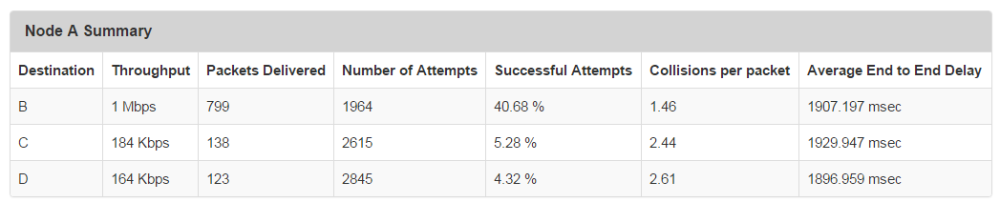 Node A Summary
Destination Throughput Packets Delivered Number of Attempts Successful Attempts Collisions per packet Average End to End Delay
B 1 Mbps 799 1964 40.68 % 1.46 1907.197 msec
C 184 Kbps 138 2615 5.28 % 2.44 1929.947 msec
D 164 Kbps 123 2845 4.32 % 2.61 1896.959 msec